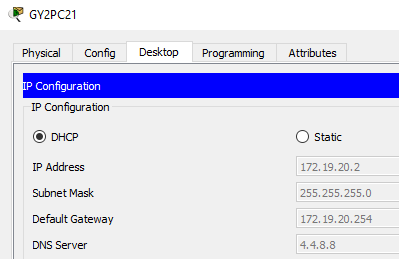 GY2PC21
Physical Config Desktop Programming Attributes
IP Configuration
IP Configuration
DHCP Static
IP Address 172.19.20.2
Subnet Mask 255.255.255.0
Default Gateway 172.19.20.254
DNS Server 4.4.8.8